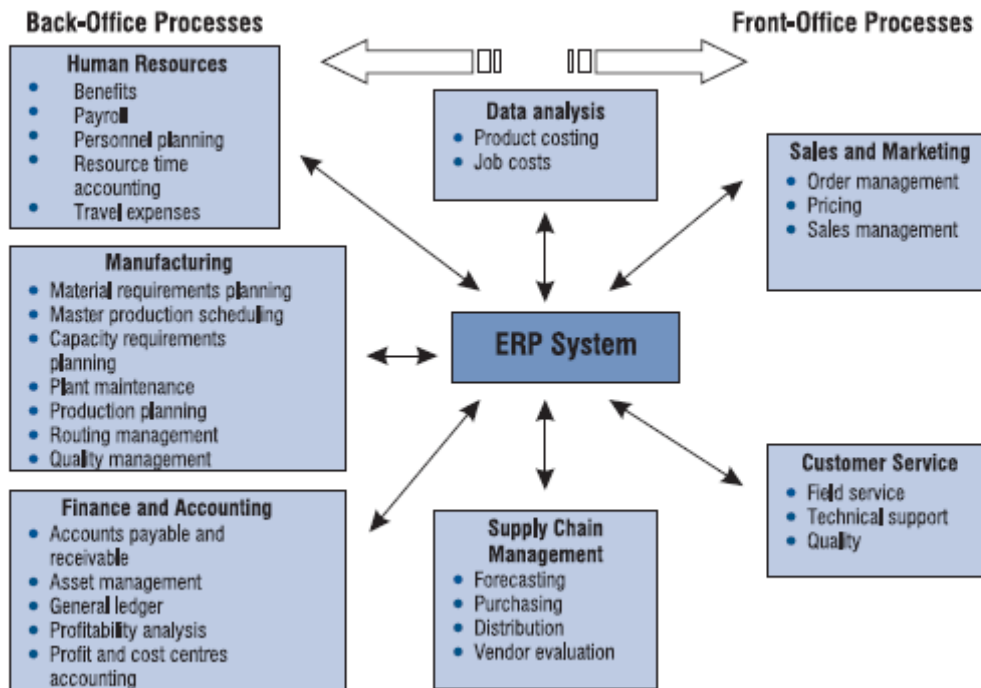 Back-Office Processes
Front-Office Processes
Human Resources
Benefits
Payroll
Personnel planning
Resource time
accounting
Travel expenses
Data analysis
Product costing
Job costs
Sales and Marketing
Order management
Pricing
Sales management
Manufacturing
Material requirements planning
Master production scheduling
Capacity requirements
planning
Plant maintenance
Production planning
Routing management
Quality management
ERP System
Finance and Accounting
Accounts payable and
receivable
Asset management
General ledger
Profitability analysis
Profit and cost centres
accounting
Supply Chain
Management
Forecasting
Purchasing
Distribution
Vendor evaluation
Customer Service
Field service
Technical support
Quality